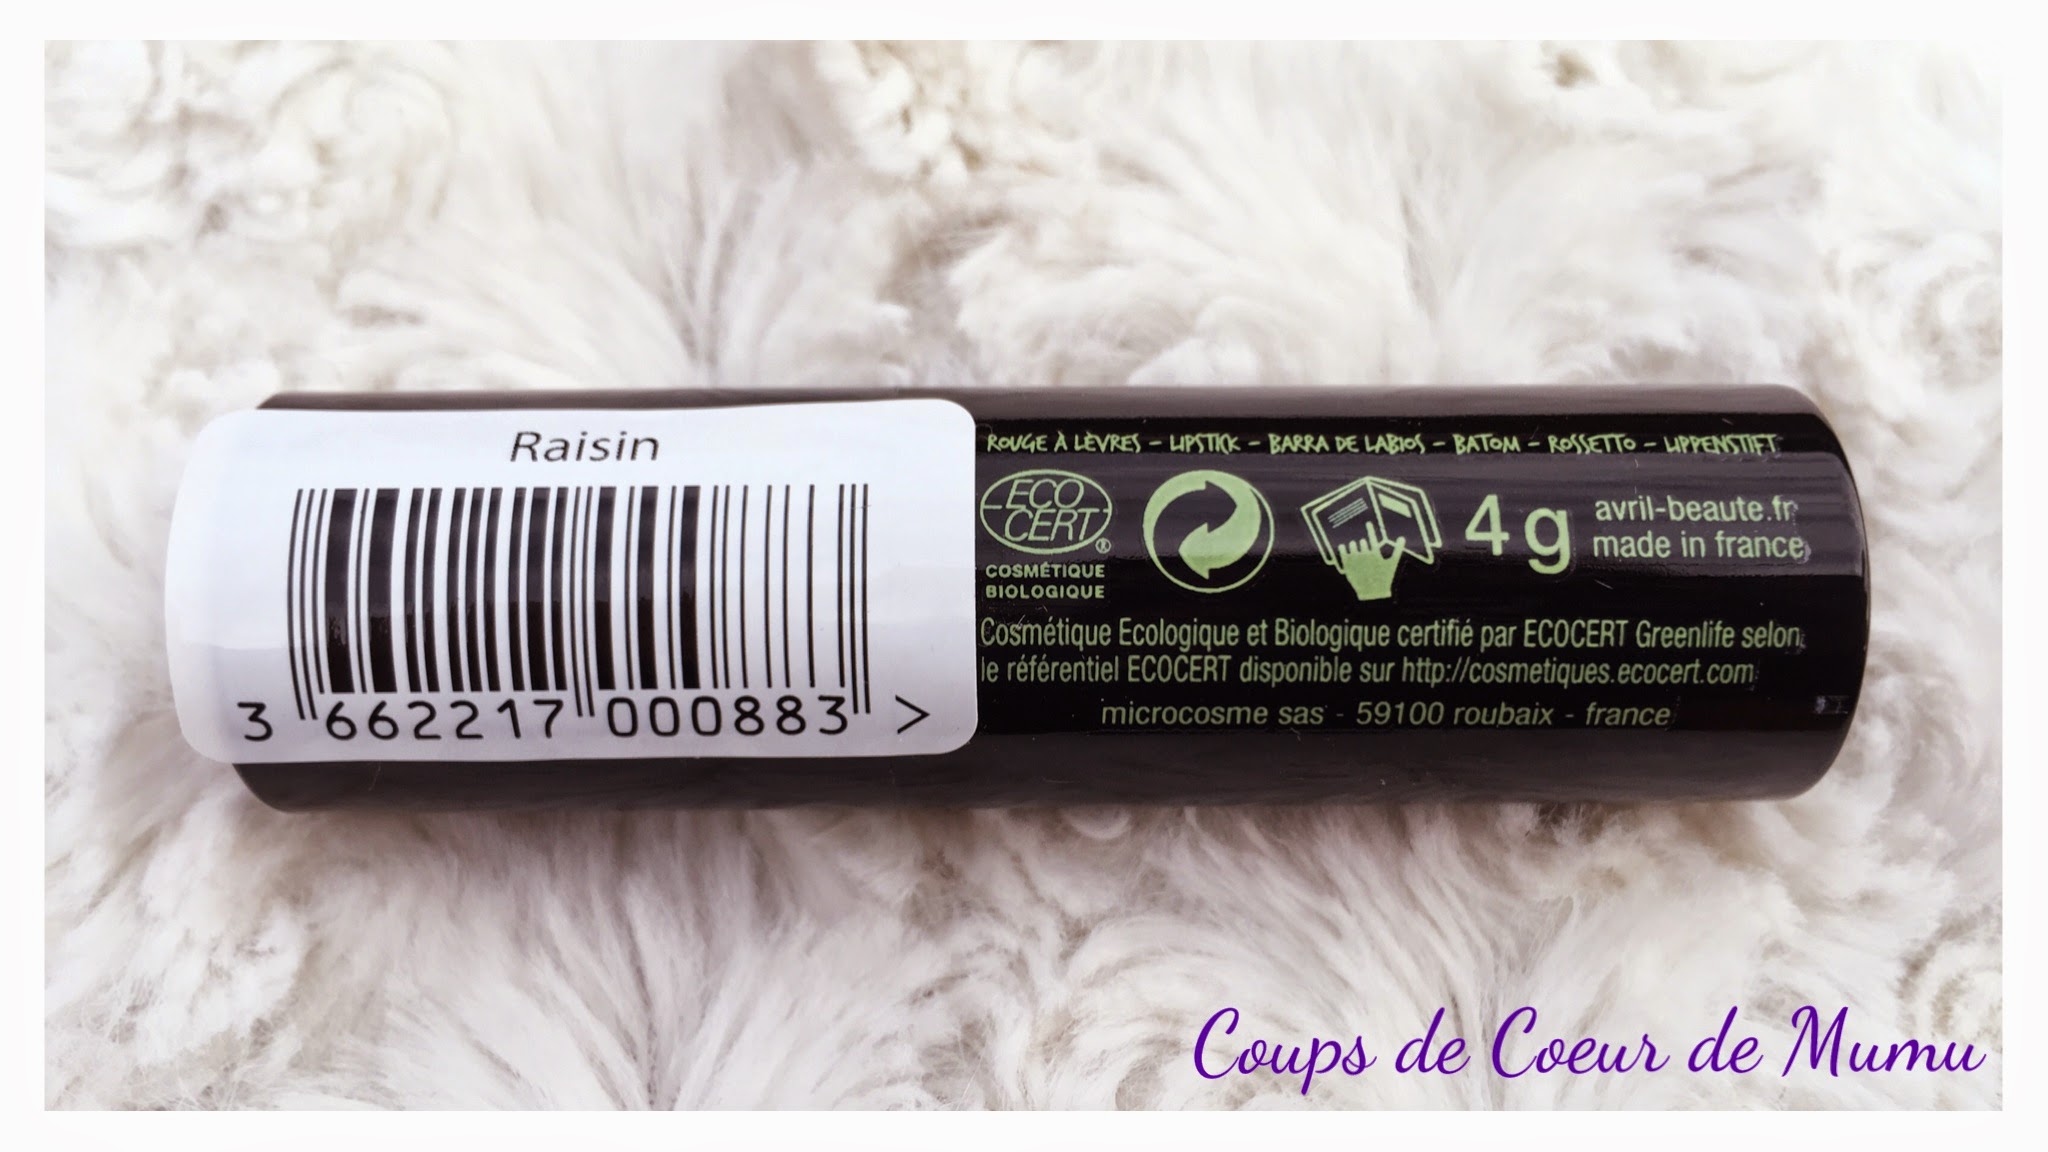 Raisin
3 662217 000883 >
ROUGE À LÈVRES – LIPSTICK – BARRA DE LABIOS – BATOM – ROSSETTO – LIPPENSTIFT
ECO
CERT
®
COSMÉTIQUE
BIOLOGIQUE
4 g
avril-beaute.fr
made in france
Cosmétique Ecologique et Biologique certifié par ECOCERT Greenlife selon
le référentiel ECOCERT disponible sur http://cosmetiques.ecocert.com
microcosme sas - 59100 roubaix - france
Coups de Coeur de Mumu